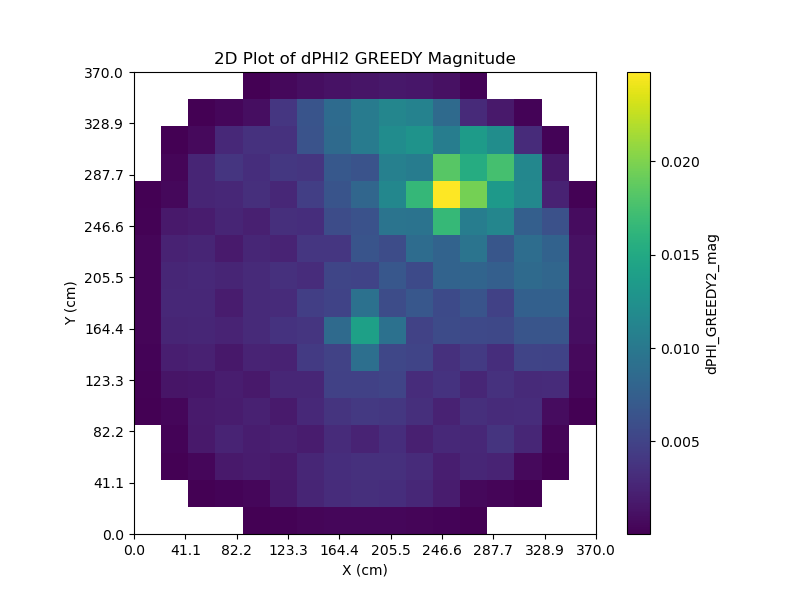 2D Plot of dPHI2 GREEDY Magnitude
370.0
328.9
287.7
246.6
205.5
164.4
123.3
82.2
41.1
0.0
Y (cm)
0.0 41.1 82.2 123.3 164.4 205.5 246.6 287.7 328.9 370.0
X (cm)
0.020
0.015
0.010
0.005
dPHI_GREEDY2_mag